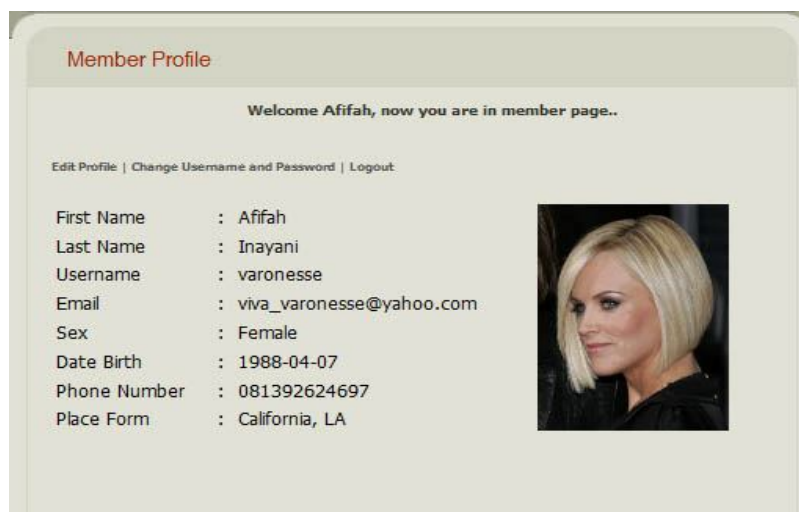 Member Profile
Welcome Afifah, now you are in member page..
Edit Profile | Change Username and Password | Logout
First Name : Afifah
Last Name : Inayani
Username : varonesse
Email : viva_varonesse@yahoo.com
Sex : Female
Date Birth : 1988-04-07
Phone Number : 081392624697
Place Form : California, LA